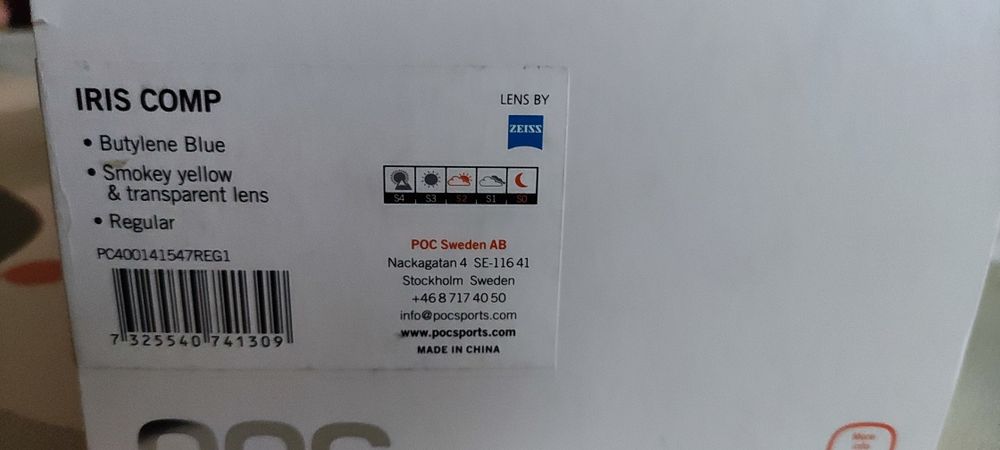 IRIS COMP
• Butylene Blue
• Smokey yellow
& transparent lens
• Regular
PC400141547REG1
7 325540 741309
LENS BY
ZEISS
S4 S3 S2 S1 S0
POC Sweden AB
Nackagatan 4 SE-116 41
Stockholm Sweden
+46 8 717 40 50
info@pocsports.com
www.pocsports.com
MADE IN CHINA
POC
More